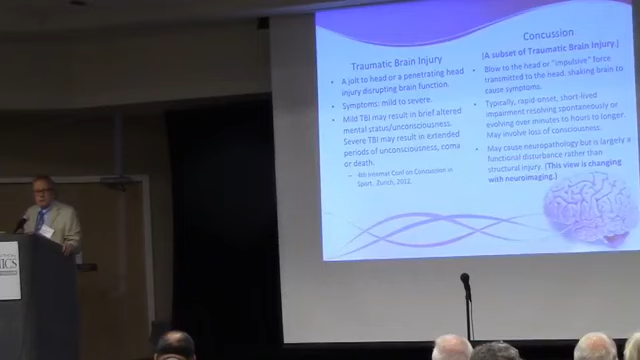 Traumatic Brain Injury
• A jolt to head or a penetrating head
injury disrupting brain function.
• Symptoms: mild to severe.
• Mild TBI may result in brief altered
mental status/unconsciousness.
Severe TBI may result in extended
periods of unconsciousness, coma
or death.
– 4th Internat Conf on Concussion in
Sport, Zurich, 2012.
Concussion
(A subset of Traumatic Brain Injury.)
• Blow to the head or "impulsive" force
transmitted to the head, shaking brain to
cause symptoms.
• Typically, rapid-onset, short-lived
impairment resolving spontaneously or
evolving over minutes to hours to longer.
May involve loss of consciousness.
• May cause neuropathology but is largely a
functional disturbance rather than
structural injury. (This view is changing
with neuroimaging.)